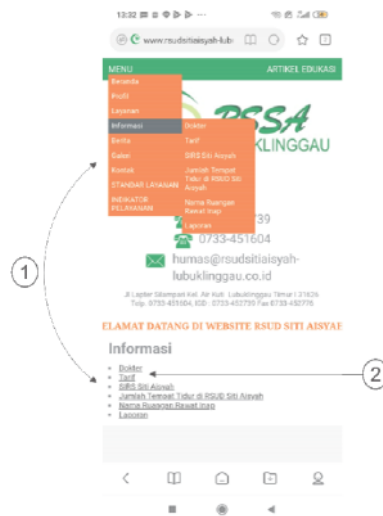 13:32
www.rsudsitiaisyah-lub
MENU
ARTIKEL EDUKASI
Beranda
Profil
Layanan
Informasi
Berita
Galeri
Kontak
STANDAR LAYANAN
INDIKATOR
PELAYANAN
Dokter
Tarif
SIRS Siti Aisyah
Jumlah Tempat
Tidur di RSUD Siti
Aisyah
Nama Ruangan
Rawat Inap
Laporan
KLINGGAU
39
0733-451604
humas@rsudsitiaisyah-
lubuklinggau.co.id
ELAMAT DATANG DI WEBSITE RSUD SITI AISYAH
Informasi
Dokter
Tarif
SIRS Siti Aisyah
Jumlah Tempat Tidur di RSUD Siti Aisyah
Nama Ruangan Rawat Inap
Laporan
1
2